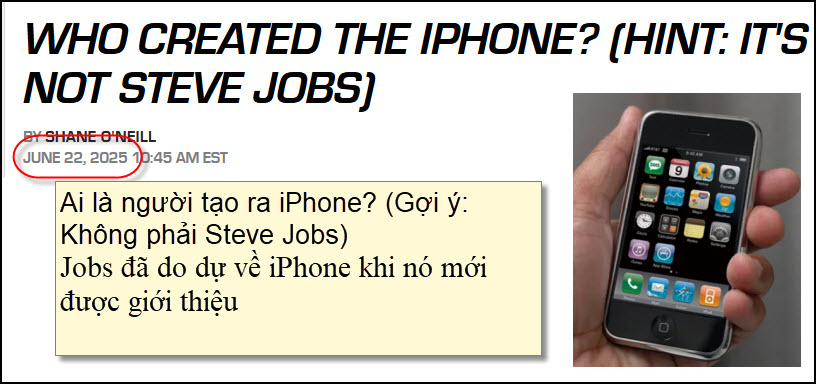 WHO CREATED THE IPHONE? (HINT: IT'S
NOT STEVE JOBS)
BY SHANE O'NEILL
JUNE 22, 2025 10:45 AM EST
Ai là người tạo ra iPhone? (Gợi ý:
Không phải Steve Jobs)
Jobs đã do dự về iPhone khi nó mới
được giới thiệu